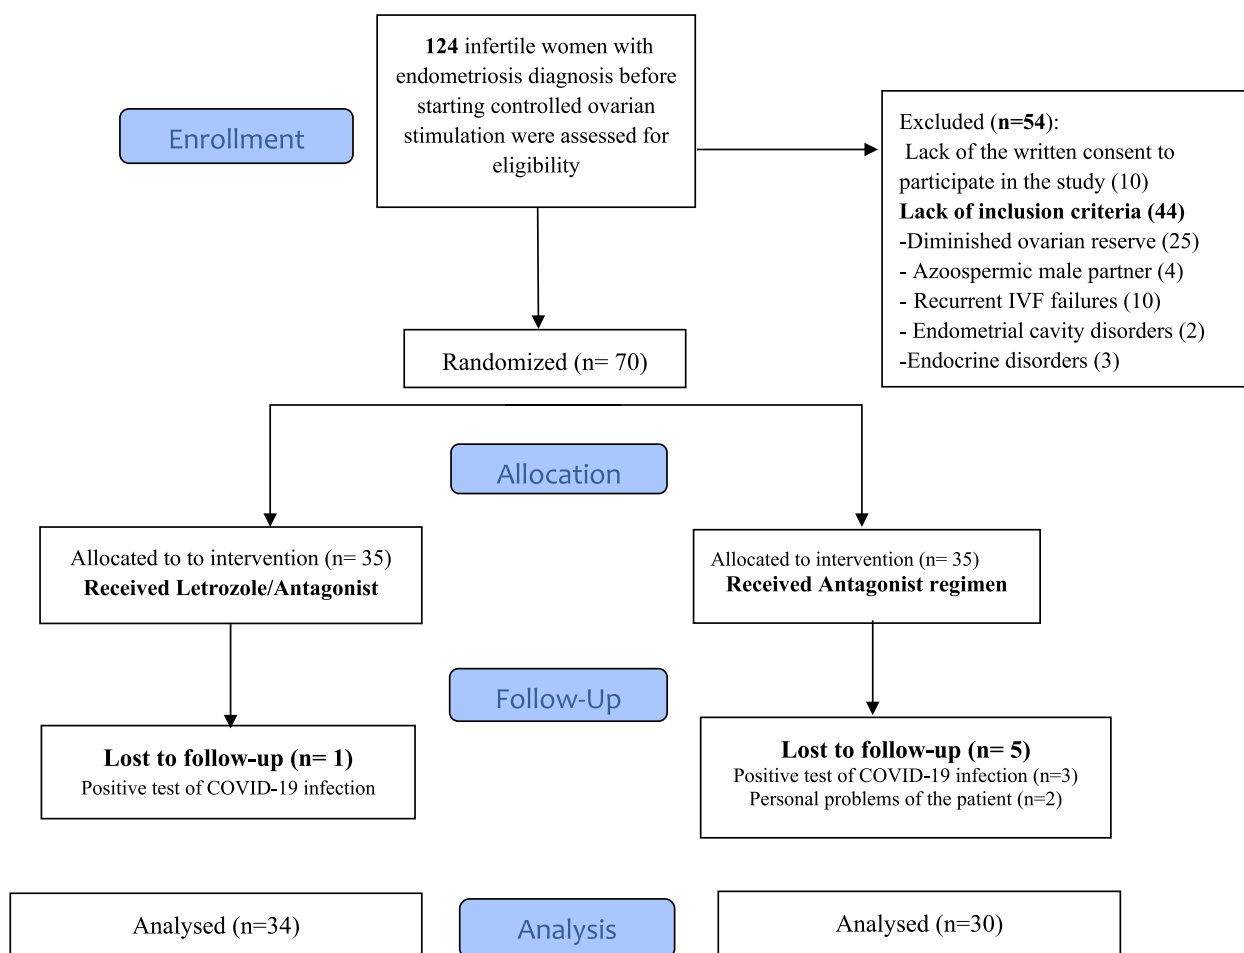 124 infertile women with
endometriosis diagnosis before
starting controlled ovarian
stimulation were assessed for
eligibility
Enrollment
Excluded (n=54):
Lack of the written consent to
participate in the study (10)
Lack of inclusion criteria (44)
-Diminished ovarian reserve (25)
- Azoospermic male partner (4)
- Recurrent IVF failures (10)
- Endometrial cavity disorders (2)
-Endocrine disorders (3)
Randomized (n= 70)
Allocation
Allocated to to intervention (n= 35)
Received Letrozole/Antagonist
Allocated to intervention (n= 35)
Received Antagonist regimen
Follow-Up
Lost to follow-up (n= 1)
Positive test of COVID-19 infection
Lost to follow-up (n= 5)
Positive test of COVID-19 infection (n=3)
Personal problems of the patient (n=2)
Analysed (n=34)
Analysis
Analysed (n=30)